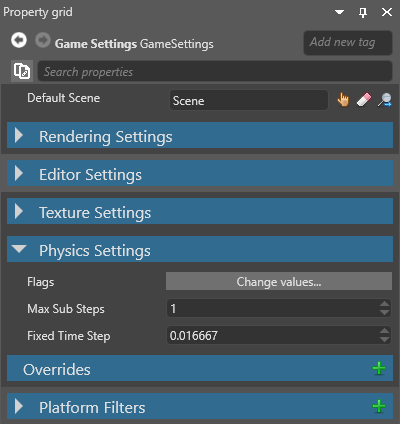 Property grid
Game Settings GameSettings
Add new tag
Search properties
Default Scene Scene
Rendering Settings
Editor Settings
Texture Settings
Physics Settings
Flags Change values...
Max Sub Steps 1
Fixed Time Step 0.016667
Overrides
Platform Filters